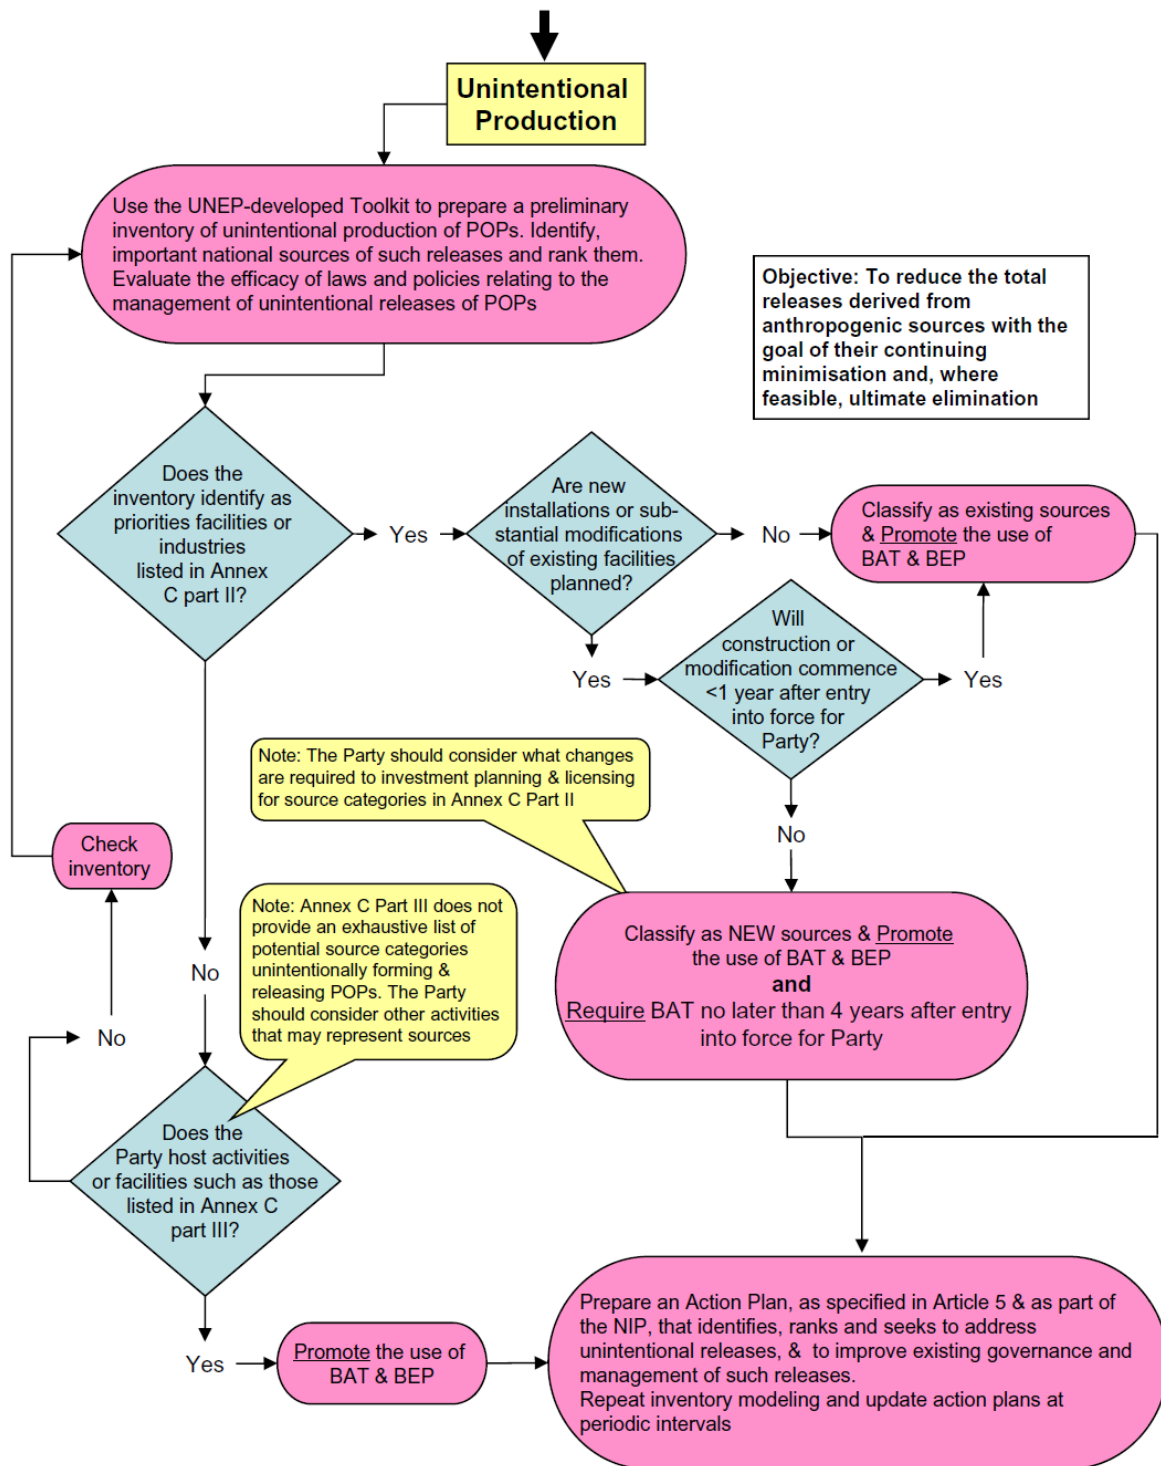 Unintentional
Production
Use the UNEP-developed Toolkit to prepare a preliminary
inventory of unintentional production of POPs. Identify,
important national sources of such releases and rank them.
Evaluate the efficacy of laws and policies relating to the
management of unintentional releases of POPs
Objective: To reduce the total
releases derived from
anthropogenic sources with the
goal of their continuing
minimisation and, where
feasible, ultimate elimination
Does the
inventory identify as
priorities facilities or
industries
listed in Annex
C part II?
Yes
Are new
installations or sub-
stantial modifications
of existing facilities
planned?
No
Classify as existing sources
& Promote the use of
BAT & BEP
Yes
Will
construction or
modification commence
<1 year after entry
into force for
Party?
Yes
Note: The Party should consider what changes
are required to investment planning & licensing
for source categories in Annex C Part II
No
Check
inventory
Note: Annex C Part III does not
provide an exhaustive list of
potential source categories
unintentionally forming &
releasing POPs. The Party
should consider other activities
that may represent sources
Classify as NEW sources & Promote
the use of BAT & BEP
and
Require BAT no later than 4 years after entry
into force for Party
No
No
Does the
Party host activities
or facilities such as those
listed in Annex C
part III?
Yes
Promote the use of
BAT & BEP
Prepare an Action Plan, as specified in Article 5 & as part of
the NIP, that identifies, ranks and seeks to address
unintentional releases, & to improve existing governance and
management of such releases.
Repeat inventory modeling and update action plans at
periodic intervals